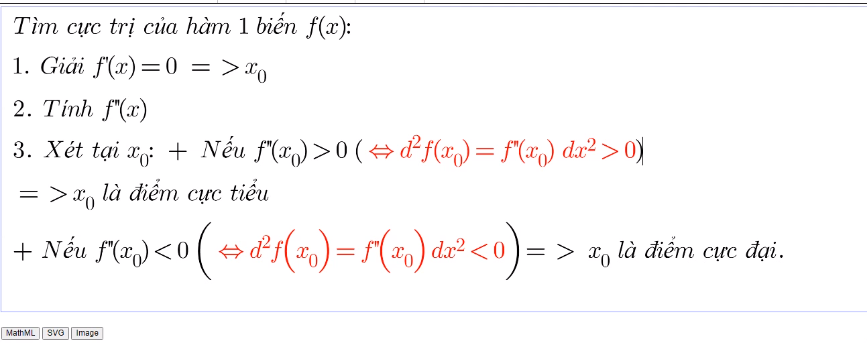 Tìm cực trị của hàm 1 biến f(x):
1. Giải f'(x)=0 => x₀
2. Tính f''(x)
3. Xét tại x₀: + Nếu f''(x₀)>0 (⇔d²f(x₀)=f''(x₀) dx²>0)
=>x₀ là điểm cực tiểu
+ Nếu f''(x₀)<0 (⇔d²f(x₀)=f''(x₀) dx²<0)=> x₀ là điểm cực đại.
MathML SVG Image